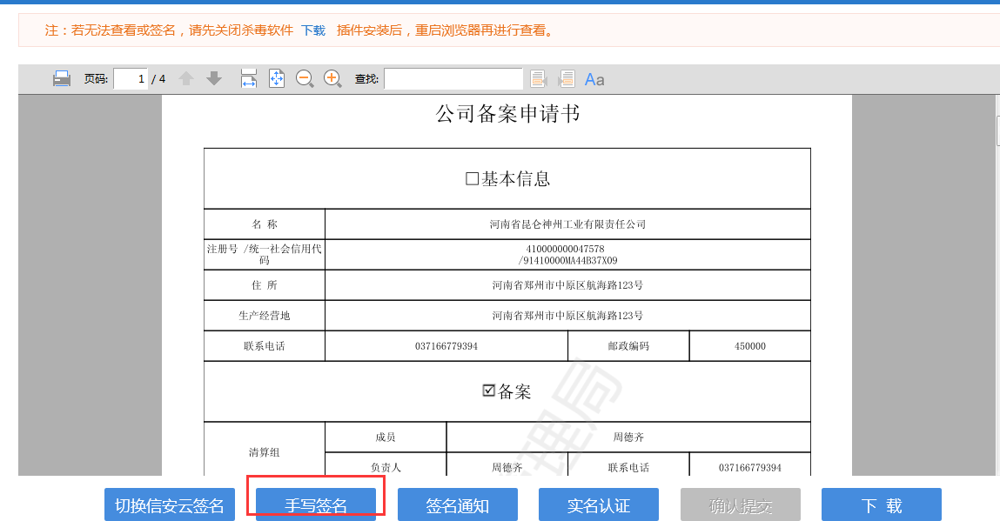 注：若无法查看或签名，请先关闭杀毒软件 下载 插件安装后，重启浏览器再进行查看。
页码: 1 / 4 查找: Aa
公司备案申请书
☐基本信息
名 称 河南省昆仑神州工业有限责任公司
注册号 /统一社会信用代码 410000000047578
/91410000MA44B37X09
住 所 河南省郑州市中原区航海路123号
生产经营地 河南省郑州市中原区航海路123号
联系电话 037166779394 邮政编码 450000
☑备案
清算组 成员 周德齐
负责人 周德齐 联系电话 037166779394
理局
切换信安云签名 手写签名 签名通知 实名认证 确认提交 下 载